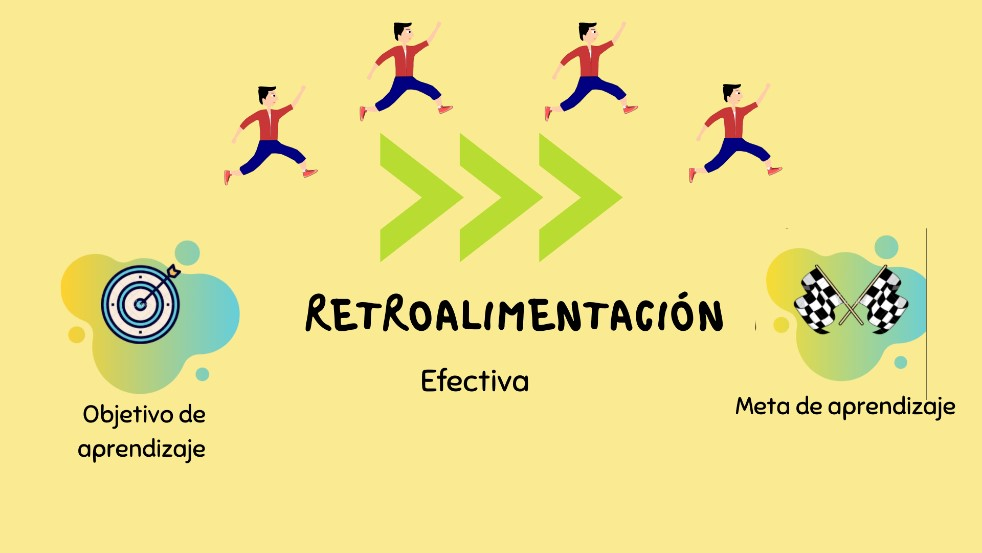 RETROALIMENTACIÓN
Efectiva
Objetivo de
aprendizaje
Meta de aprendizaje